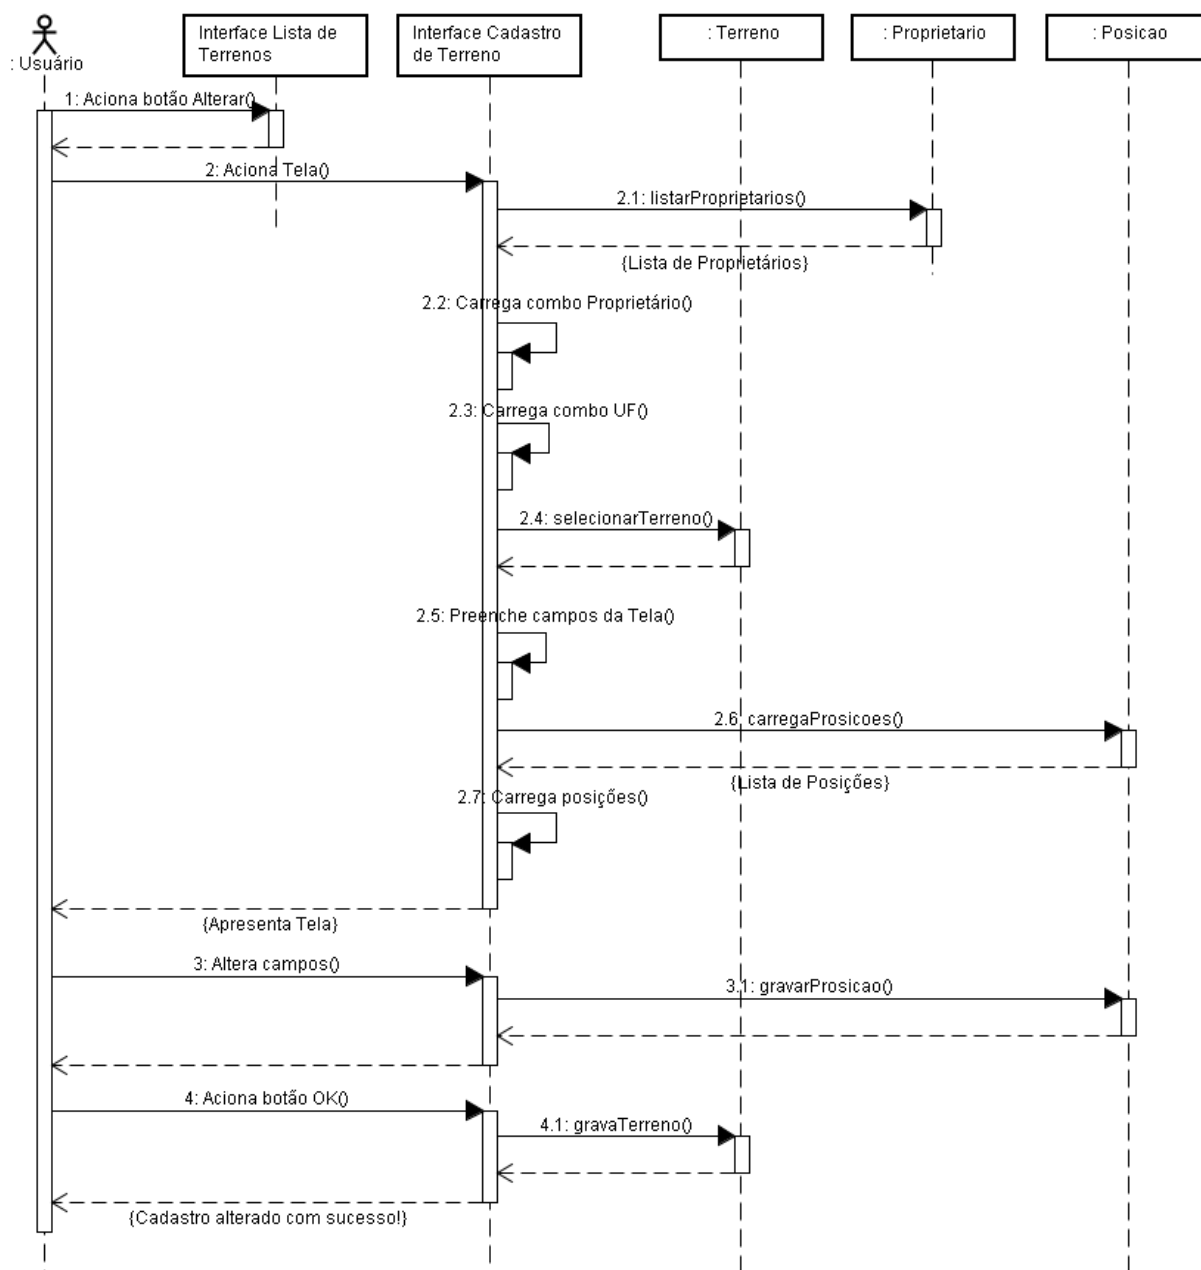 : Usuário
Interface Lista de
Terrenos
Interface Cadastro
de Terreno
: Terreno
: Proprietario
: Posicao
1: Aciona botão Alterar()
2: Aciona Tela()
2.1: listarProprietarios()
{Lista de Proprietários}
2.2: Carrega combo Proprietário()
2.3: Carrega combo UF()
2.4: selecionarTerreno()
2.5: Preenche campos da Tela()
2.6: carregaProsicoes()
{Lista de Posições}
2.7: Carrega posições()
{Apresenta Tela}
3: Altera campos()
3.1: gravarProsicao()
4: Aciona botão OK()
4.1: gravaTerreno()
{Cadastro alterado com sucesso!}